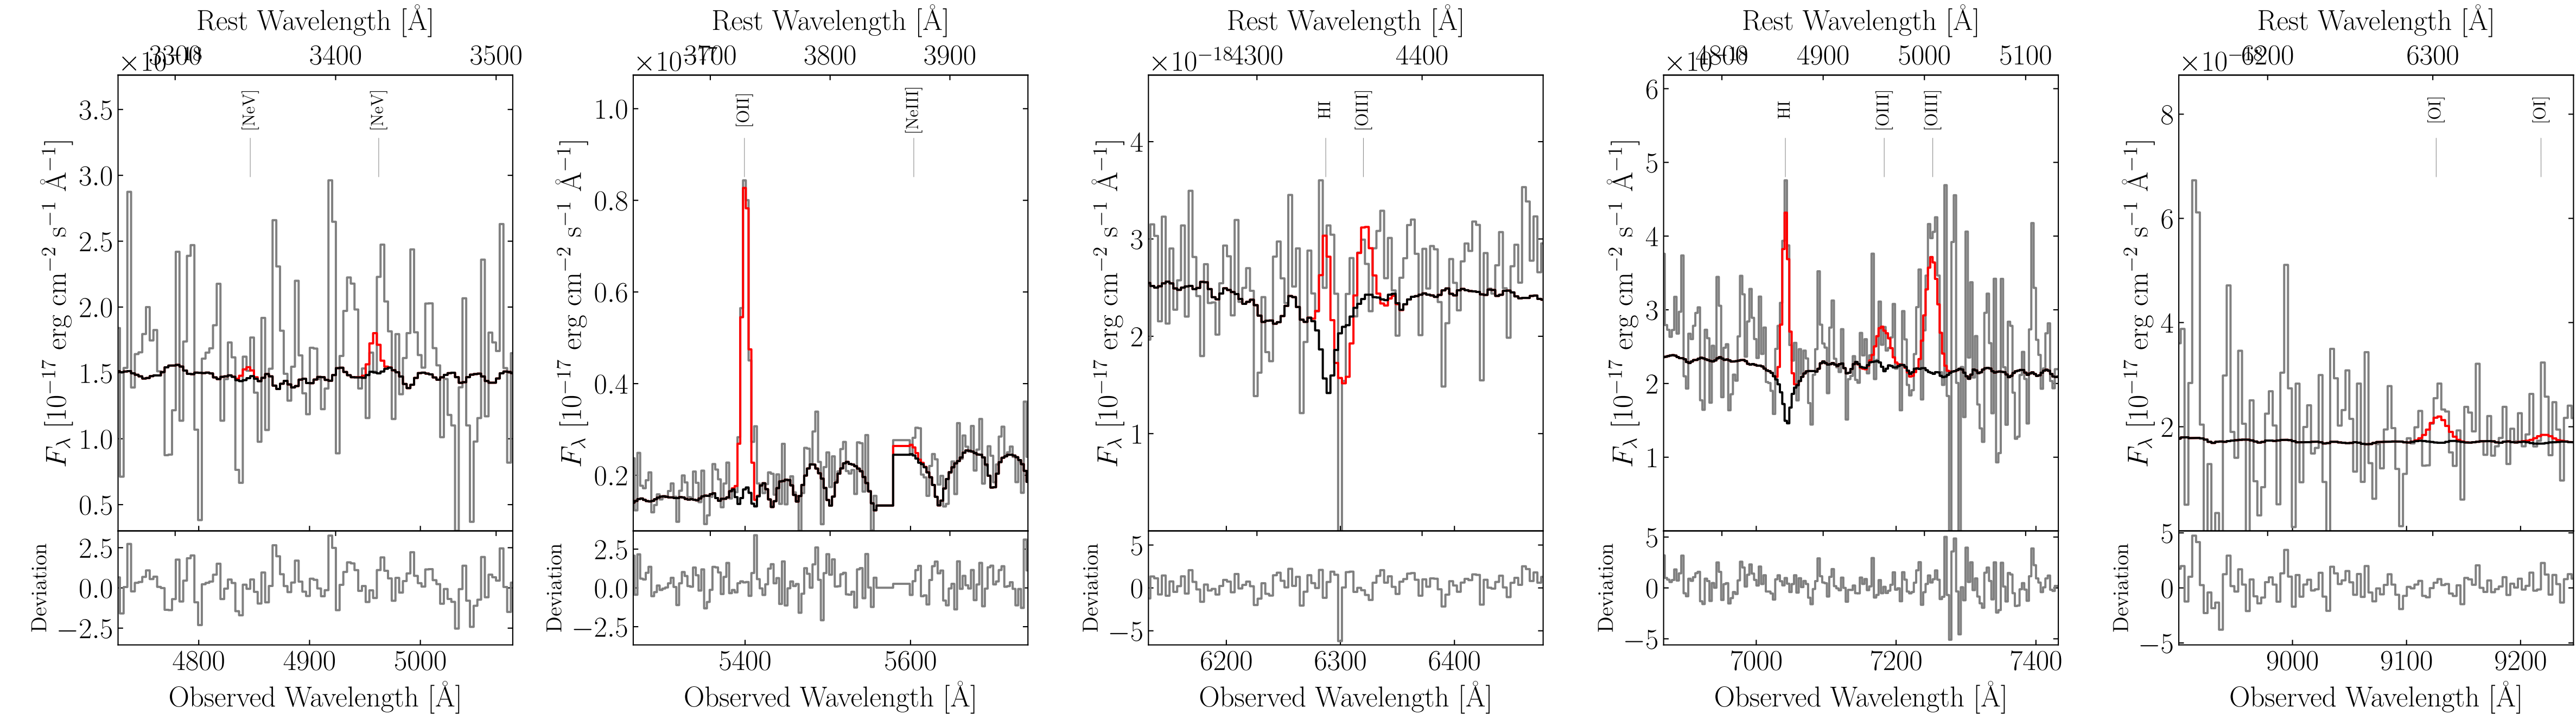 Rest Wavelength [Å]
3400 3500
[NeV] [NeV]
3.5
3.0
2.5
2.0
1.5
1.0
0.5
F_λ [10⁻¹⁷ erg cm⁻² s⁻¹ Å⁻¹]
2.5
0.0
−2.5
Deviation
4800 4900 5000
Observed Wavelength [Å]
Rest Wavelength [Å]
3800 3900
[OII] [NeIII]
1.0
0.8
0.6
0.4
0.2
F_λ [10⁻¹⁷ erg cm⁻² s⁻¹ Å⁻¹]
2.5
0.0
−2.5
Deviation
5400 5600
Observed Wavelength [Å]
Rest Wavelength [Å]
×10⁻¹⁸ 4300 4400
HI [OIII]
4
3
2
1
F_λ [10⁻¹⁷ erg cm⁻² s⁻¹ Å⁻¹]
5
0
−5
Deviation
6200 6300 6400
Observed Wavelength [Å]
Rest Wavelength [Å]
4900 5000 5100
HI [OIII] [OIII]
6
5
4
3
2
1
F_λ [10⁻¹⁷ erg cm⁻² s⁻¹ Å⁻¹]
5
0
−5
Deviation
7000 7200 7400
Observed Wavelength [Å]
Rest Wavelength [Å]
6300
[OI] [OI]
8
6
4
2
F_λ [10⁻¹⁷ erg cm⁻² s⁻¹ Å⁻¹]
5
0
−5
Deviation
9000 9100 9200
Observed Wavelength [Å]